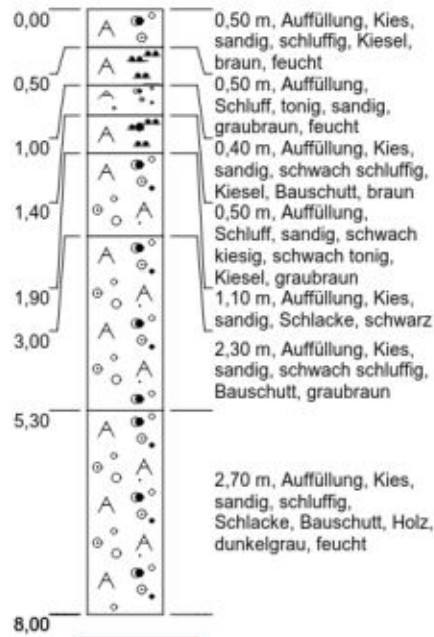 0,00
0,50 m, Auffüllung, Kies,
sandig, schluffig, Kiesel,
braun, feucht
0,50
0,50 m, Auffüllung,
Schluff, tonig, sandig,
graubraun, feucht
1,00
0,40 m, Auffüllung, Kies,
sandig, schwach schluffig,
Kiesel, Bauschutt, braun
1,40
0,50 m, Auffüllung,
Schluff, sandig, schwach
kiesig, schwach tonig,
Kiesel, graubraun
1,90
1,10 m, Auffüllung, Kies,
sandig, Schlacke, schwarz
3,00
2,30 m, Auffüllung, Kies,
sandig, schwach schluffig,
Bauschutt, graubraun
5,30
2,70 m, Auffüllung, Kies,
sandig, schluffig,
Schlacke, Bauschutt, Holz,
dunkelgrau, feucht
8,00